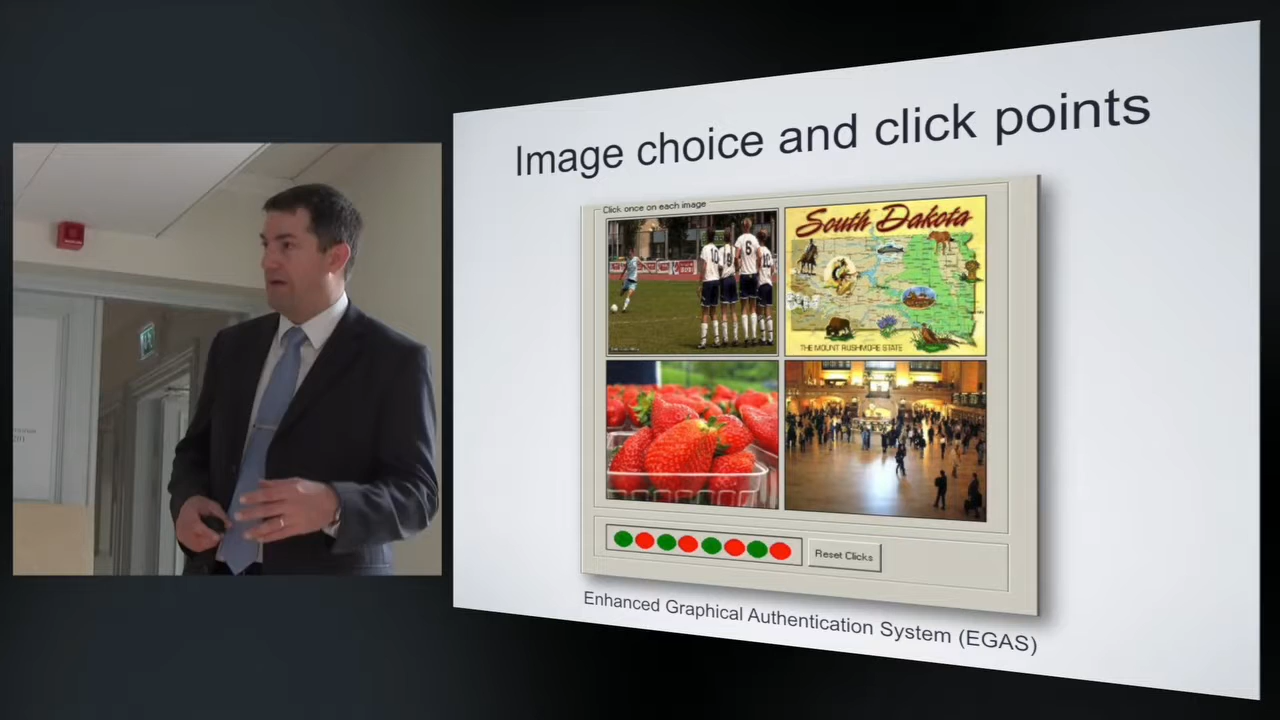 Image choice and click points
Click once on each image
10
6
South Dakota
THE MOUNT RUSHMORE STATE
Reset Clicks
Enhanced Graphical Authentication System (EGAS)